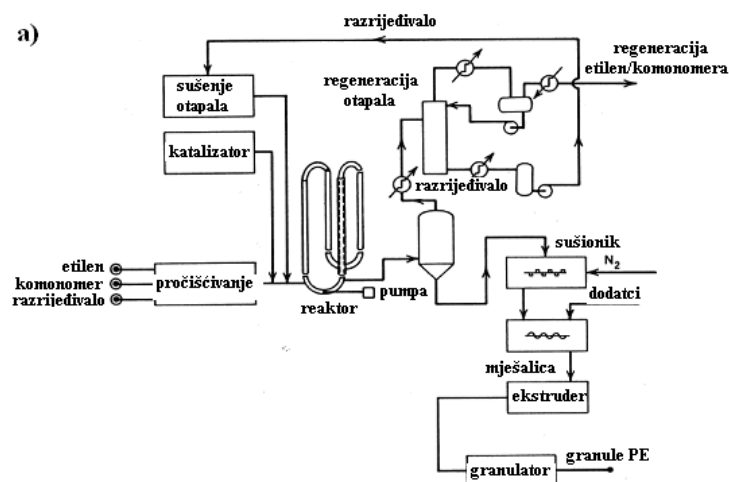 a)
razrijeđivalo
regeneracija
etilen/komonomera
regeneracija
otapala
sušenje
otapala
katalizator
razrijeđivalo
etilen
komonomer
razrijeđivalo
pročišćivanje
reaktor
pumpa
sušionik
N₂
dodatci
mješalica
ekstruder
granulator
granule PE